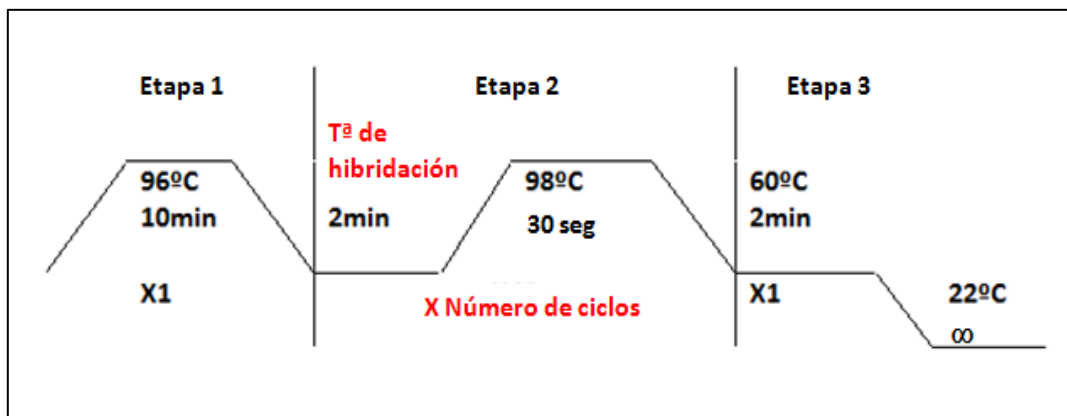 Etapa 1
Etapa 2
Etapa 3
96ºC
10min
X1
Tª de
hibridación
2min
98ºC
30 seg
X Número de ciclos
60ºC
2min
X1
22ºC
∞